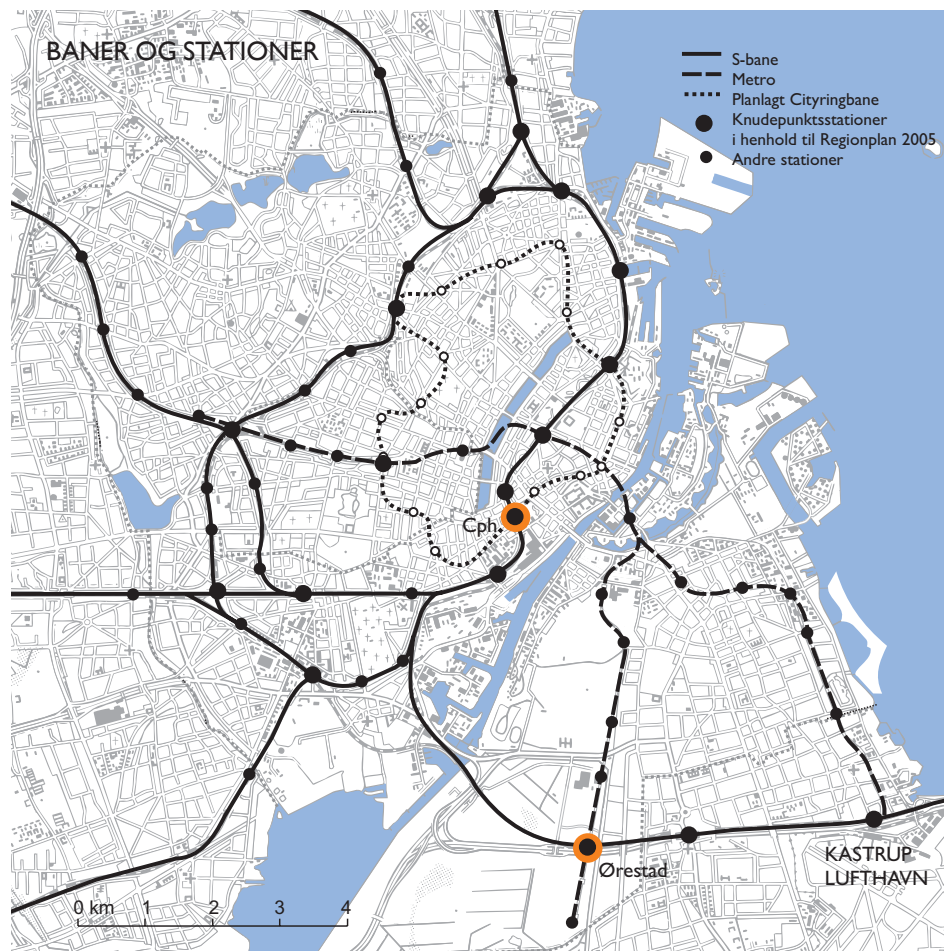 BANER OG STATIONER
S-bane
Metro
Planlagt Cityringbane
Knudepunktsstationer
i henhold til Regionplan 2005
Andre stationer
Cph.
Ørestad
KASTRUP
LUFTHAVN
0 km 1 2 3 4